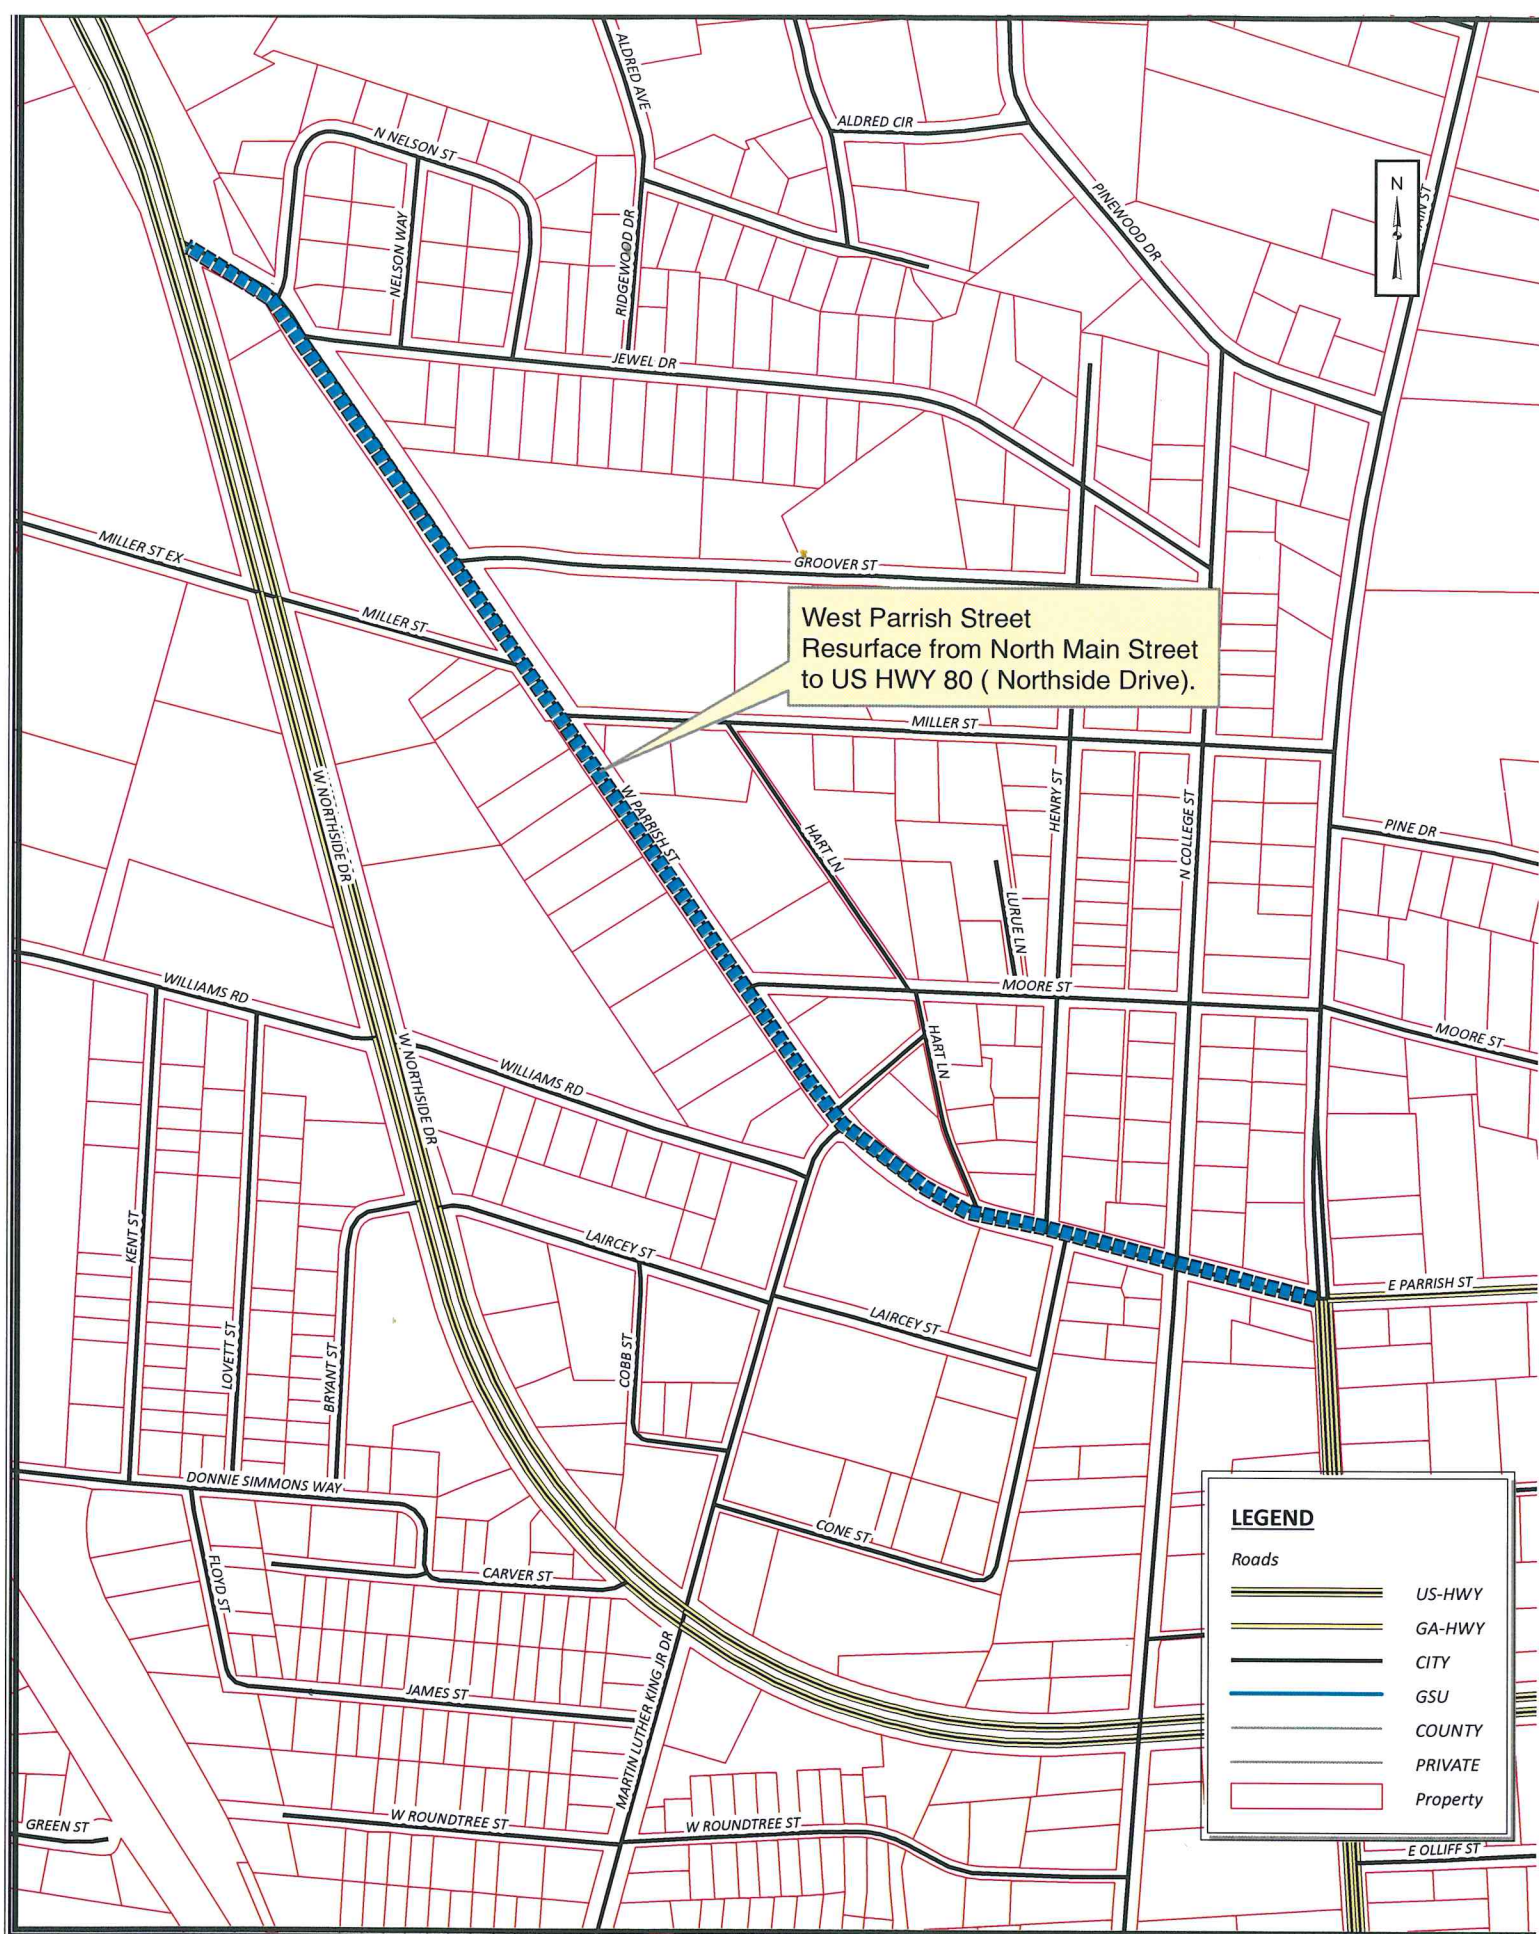 ALDRED AVE
ALDRED CIR
N NELSON ST
PINEWOOD DR
N
NELSON WAY
RIDGEWOOD DR
JEWEL DR
MILLER ST EX
GROOVER ST
MILLER ST
West Parrish Street
Resurface from North Main Street
to US HWY 80 ( Northside Drive).
MILLER ST
W NORTHSIDE DR
W PARRISH ST
HENRY ST
N COLLEGE ST
PINE DR
HART LN
LURUE LN
WILLIAMS RD
MOORE ST
MOORE ST
W NORTHSIDE DR
HART LN
WILLIAMS RD
KENT ST
LAIRCEY ST
E PARRISH ST
LAIRCEY ST
LOVETT ST
BRYANT ST
COBB ST
DONNIE SIMMONS WAY
CONE ST
FLOYD ST
CARVER ST
JAMES ST
MARTIN LUTHER KING JR DR
W ROUNDTREE ST
W ROUNDTREE ST
GREEN ST
E OLLIFF ST
LEGEND
Roads
US-HWY
GA-HWY
CITY
GSU
COUNTY
PRIVATE
Property